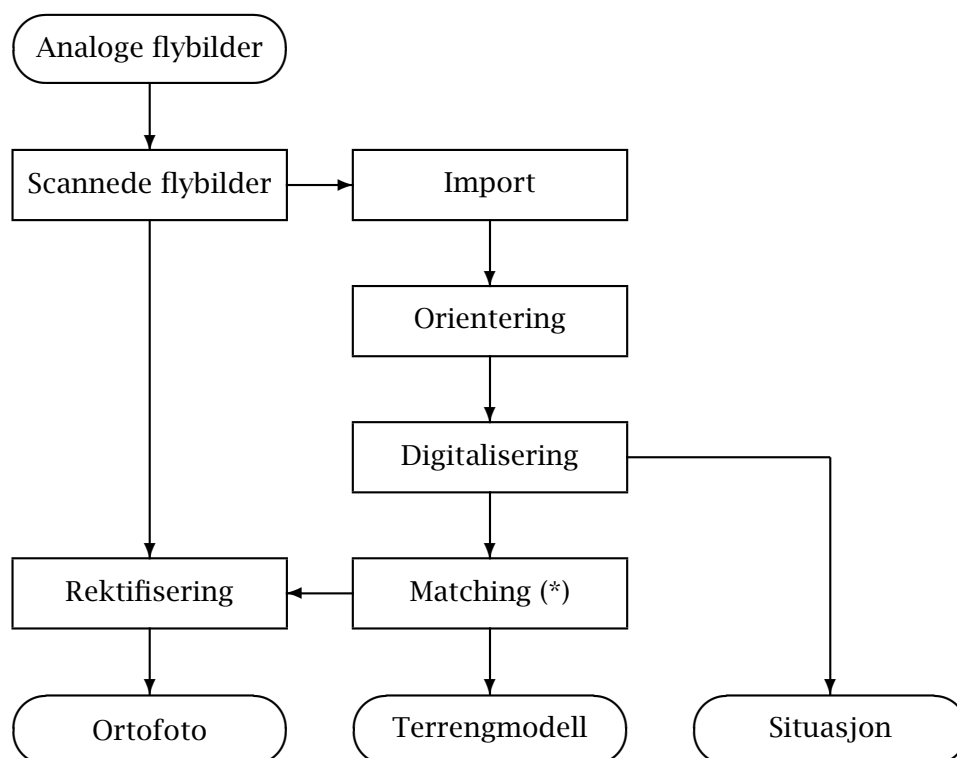 Analoge flybilder
Scannede flybilder
Import
Orientering
Digitalisering
Rektifisering
Matching (*)
Ortofoto
Terrengmodell
Situasjon